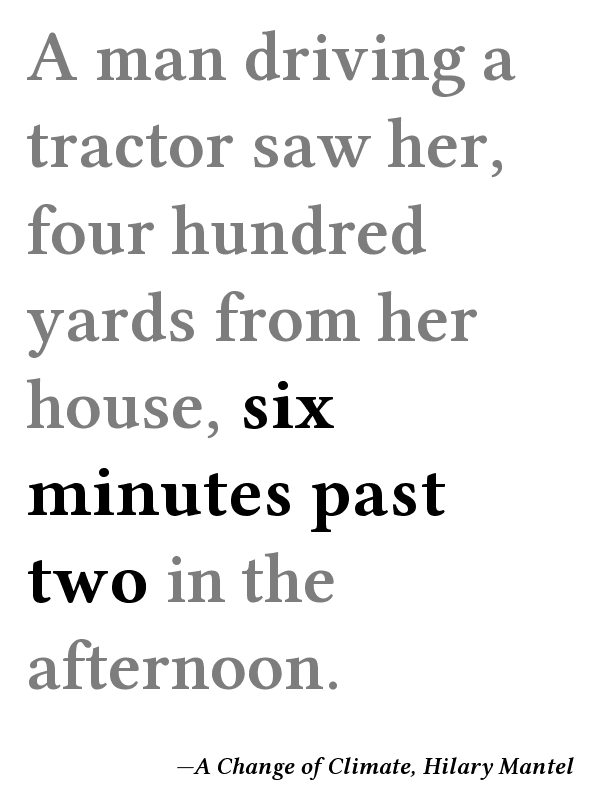 A man driving a
tractor saw her,
four hundred
yards from her
house, six
minutes past
two in the
afternoon.
—A Change of Climate, Hilary Mantel